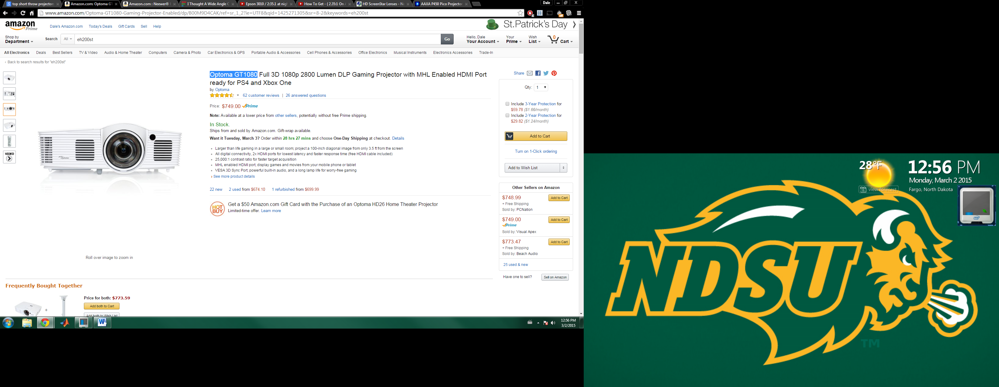 top short throw projectors
Amazon.com: Optoma GT
Amazon.com : Neewer®
I Thought A Wide Angle
Epson 3010 / 2:35.1 at nig
How To Get - ( 2.35:1 On
HD ScreenStar Lenses - N
AAXA P450 Pico Projector
Dale
www.amazon.com/Optoma-GT1080-Gaming-Projector-Enabled/dp/B00M9D4CAK/ref=sr_1_2?ie=UTF8&qid=1425271305&sr=8-2&keywords=eh200st
4
off
amazon
Prime
Dale's Amazon.com Today's Deals Gift Cards Sell Help
St.Patrick's Day
Shop by
Department
Search
All
eh200st
Go
Hello, Dale
Your Account
Your
Prime
Wish
List
0
Cart
All Electronics Deals Best Sellers TV & Video Audio & Home Theater Computers Camera & Photo Car Electronics & GPS Portable Audio & Accessories Cell Phones & Accessories Office Electronics Musical Instruments Electronics Accessories Trade-In
‹ Back to search results for "eh200st"
VIDEO
Optoma
Roll over image to zoom in
Optoma GT1080 Full 3D 1080p 2800 Lumen DLP Gaming Projector with MHL Enabled HDMI Port
ready for PS4 and Xbox One
by Optoma
62 customer reviews | 26 answered questions
Price: $749.00 Prime
Note: Available at a lower price from other sellers, potentially without free Prime shipping.
In Stock.
Ships from and sold by Amazon.com. Gift-wrap available.
Want it Tuesday, March 3? Order within 28 hrs 27 mins and choose One-Day Shipping at checkout. Details
Larger than life gaming in a large or small room; project a 100-inch diagonal image from only 3.5 ft from the screen
All digital connectivity, 2x HDMI ports for lowest latency and faster response time (free HDMI cable included)
25,000:1 contrast ratio for faster target acquisition
MHL enabled HDMI port, display games and movies from your mobile phone or tablet
VESA 3D Sync Port, powerful built-in audio, and a long lamp life for worry-free gaming
› See more product details
22 new 2 used from $674.10 1 refurbished from $699.99
HOT
BUY
Get a $50 Amazon.com Gift Card with the Purchase of an Optoma HD26 Home Theater Projector
Limited-time offer. Learn more
Share
Qty: 1
Include 3-Year Protection for
$59.78 ($1.66/month)
Include 2-Year Protection for
$29.82 ($1.24/month)
Add to Cart
Turn on 1-Click ordering
Add to Wish List
Other Sellers on Amazon
$748.99 Add to Cart
+ Free Shipping
Sold by: PCNation
$749.00 Add to Cart
Prime
Sold by: Visual Apex
$773.47 Add to Cart
+ Free Shipping
Sold by: Beach Audio
25 used & new
Have one to sell? Sell on Amazon
Frequently Bought Together
+
Price for both: $773.59
Add both to Cart
Add both to Wish List
12:56 PM
3/2/2015
28°F
view forecast
15
12:56 PM
Monday, March 2 2015
Fargo, North Dakota
intel
NDSU
TM